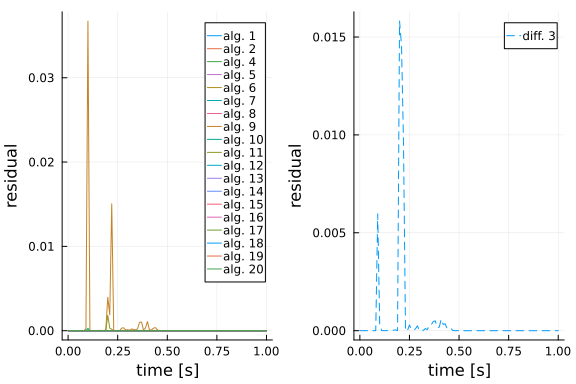 residual
0.03
0.02
0.01
0.00
0.00
0.25
0.50
0.75
1.00
time [s]
alg. 1
alg. 2
alg. 4
alg. 5
alg. 6
alg. 7
alg. 8
alg. 9
alg. 10
alg. 11
alg. 12
alg. 13
alg. 14
alg. 15
alg. 16
alg. 17
alg. 18
alg. 19
alg. 20
residual
0.015
0.010
0.005
0.000
0.00
0.25
0.50
0.75
1.00
time [s]
diff. 3